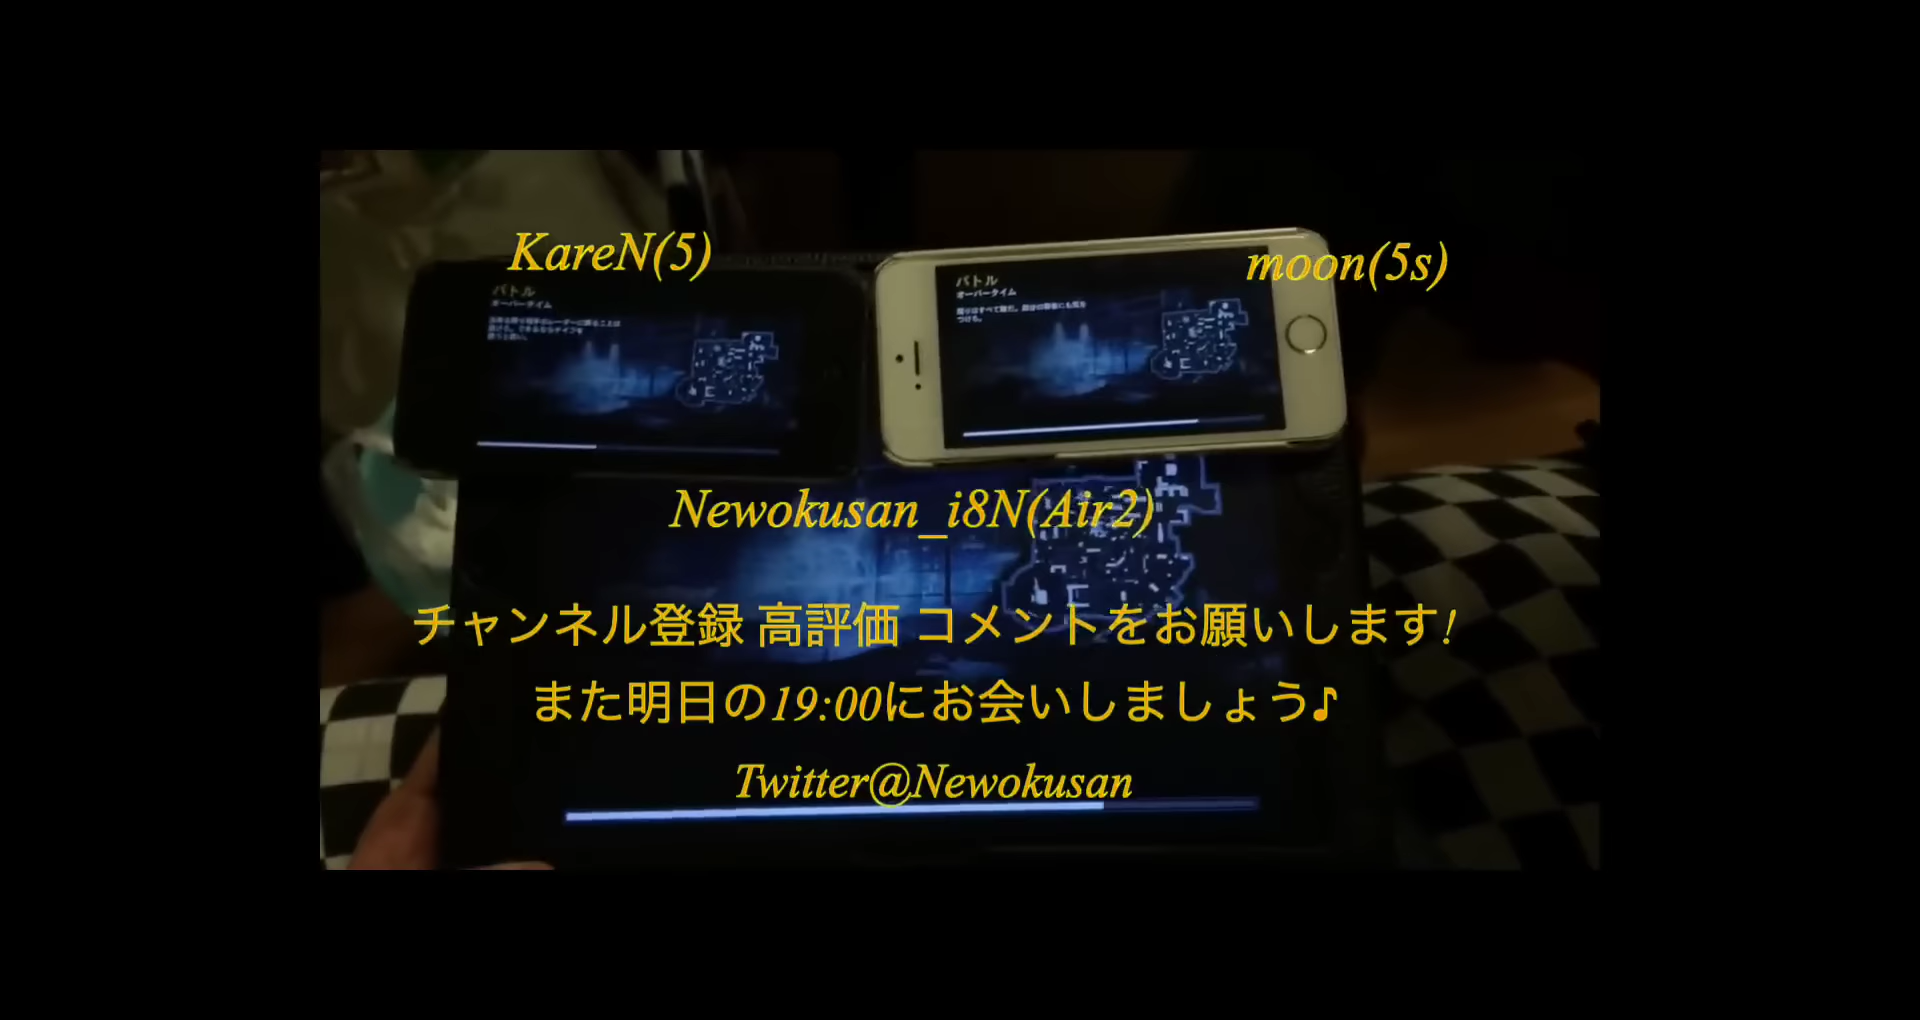 KareN(5)
moon(5s)
バトル
オーバータイム
バトル
オーバータイム
Newokusan_i8N(Air2)
チャンネル登録 高評価 コメントをお願いします!
また明日の19:00にお会いしましょう♪
Twitter@Newokusan